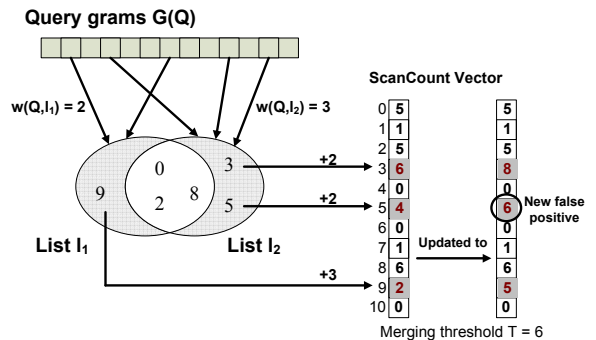 Query grams G(Q)
ScanCount Vector
w(Q,l₁) = 2
w(Q,l₂) = 3
0 5 5
1 1 1
2 5 5
3 6 8
4 0 0
5 4 6
6 0 0
7 1 1
8 6 6
9 2 5
10 0 0
0
3
+2
9
2
8
5
+2
New false
positive
List l₁
List l₂
Updated to
+3
Merging threshold T = 6